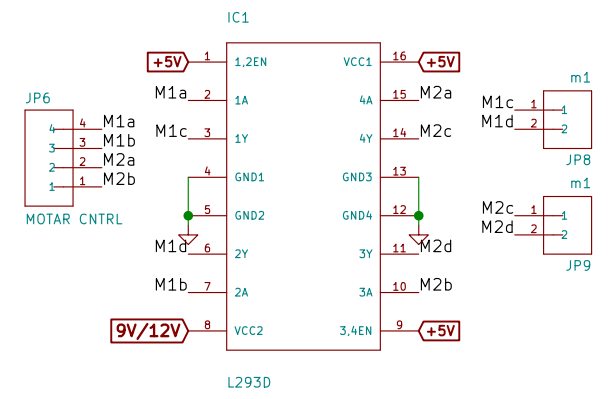 IC1
+5V 1 1,2EN VCC1 16 +5V
M1a 2 1A 4A 15 M2a
M1c 3 1Y 4Y 14 M2c
4 GND1 GND3 13
5 GND2 GND4 12
M1d 6 2Y 3Y 11 M2d
M1b 7 2A 3A 10 M2b
9V/12V 8 VCC2 3,4EN 9 +5V
L293D
JP6
4 4 M1a
3 3 M1b
2 2 M2a
1 1 M2b
MOTAR CNTRL
m1
M1c 1 1
M1d 2 2
JP8
m1
M2c 1 1
M2d 2 2
JP9